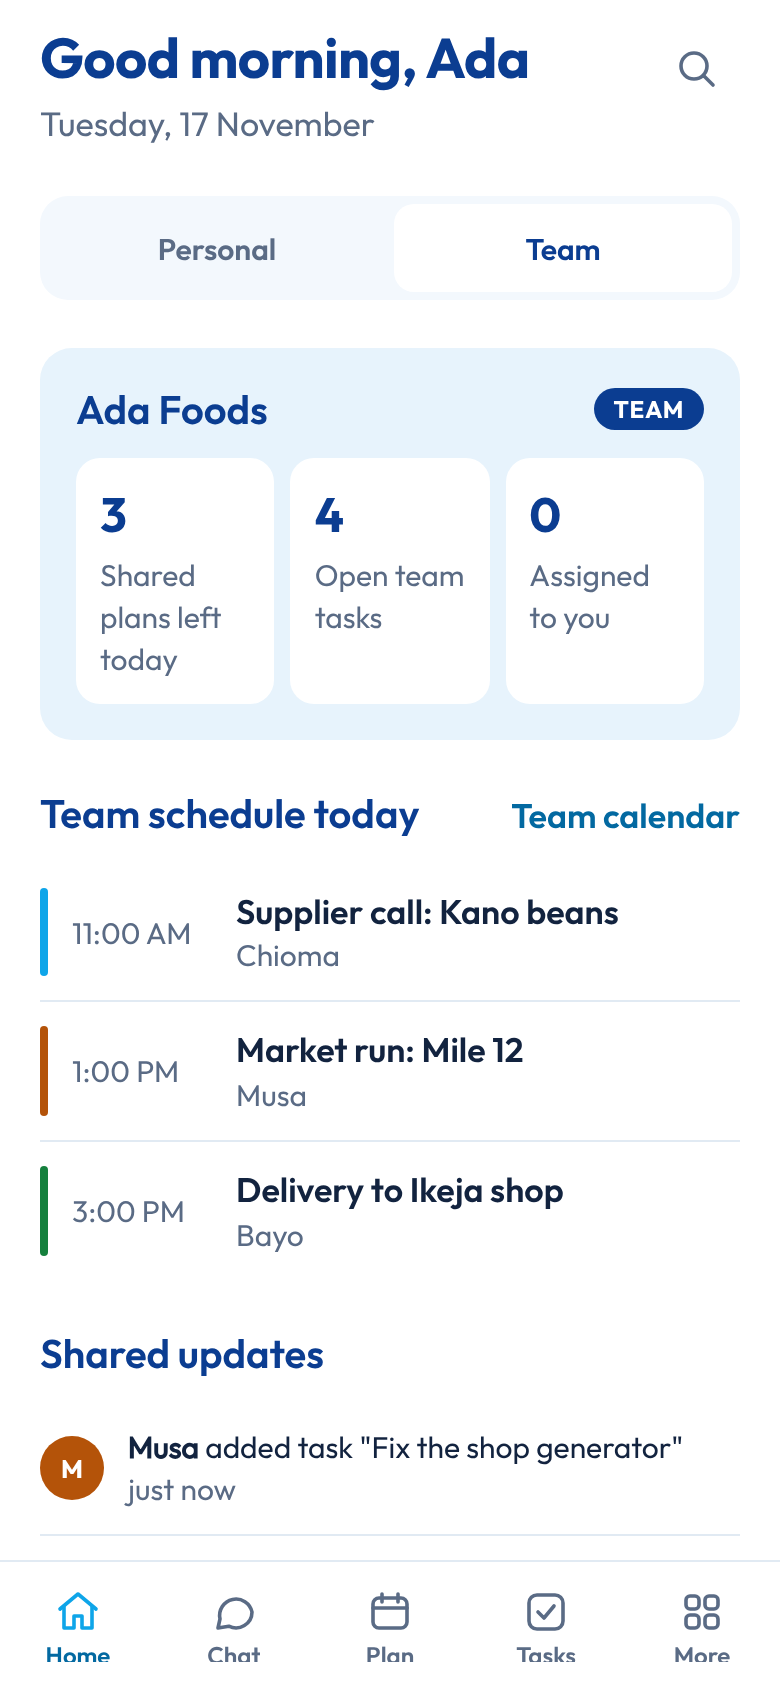 Good morning, Ada
Tuesday, 17 November
Personal
Team
Ada Foods
TEAM
3
Shared
plans left
today
4
Open team
tasks
0
Assigned
to you
Team schedule today
Team calendar
11:00 AM
Supplier call: Kano beans
Chioma
1:00 PM
Market run: Mile 12
Musa
3:00 PM
Delivery to Ikeja shop
Bayo
Shared updates
M
Musa added task "Fix the shop generator"
just now
Home
Chat
Plan
Tasks
More